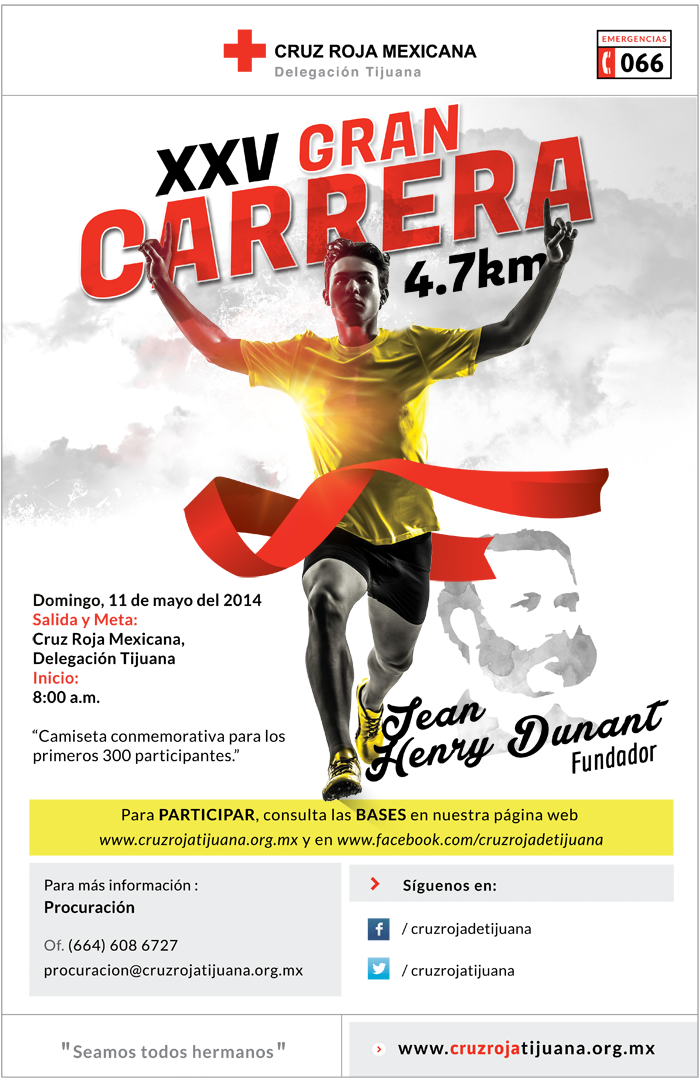 CRUZ ROJA MEXICANA
Delegación Tijuana
EMERGENCIAS
066
XXV GRAN
CARRERA
4.7km
Domingo, 11 de mayo del 2014
Salida y Meta:
Cruz Roja Mexicana,
Delegación Tijuana
Inicio:
8:00 a.m.
“Camiseta conmemorativa para los
primeros 300 participantes.”
Jean
Henry Dunant
Fundador
Para PARTICIPAR, consulta las BASES en nuestra página web
www.cruzrojatijuana.org.mx y en www.facebook.com/cruzrojadetijuana
Para más información :
Procuración
Of. (664) 608 6727
procuracion@cruzrojatijuana.org.mx
Síguenos en:
/ cruzrojadetijuana
/ cruzrojatijuana
"Seamos todos hermanos"
www.cruzrojatijuana.org.mx